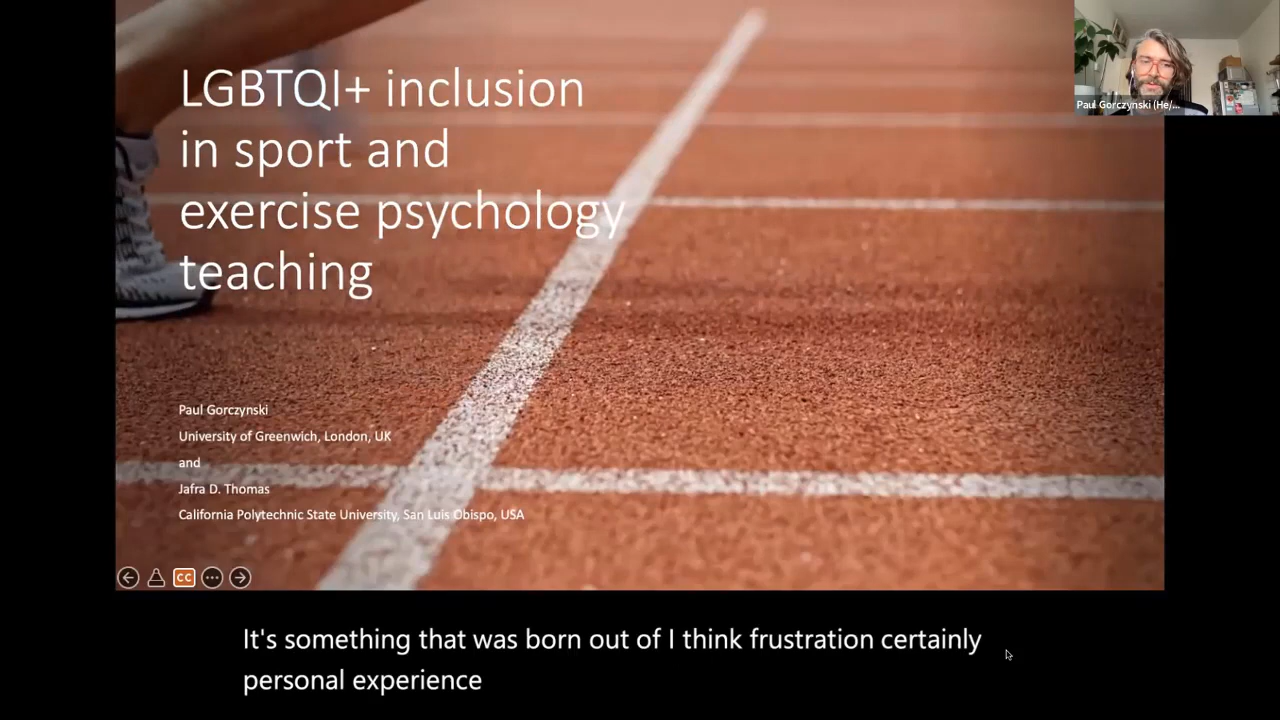 LGBTQI+ inclusion
in sport and
exercise psychology
teaching
Paul Gorczynski (He/...
Paul Gorczynski
University of Greenwich, London, UK
and
Jafra D. Thomas
California Polytechnic State University, San Luis Obispo, USA
CC
It's something that was born out of I think frustration certainly
personal experience